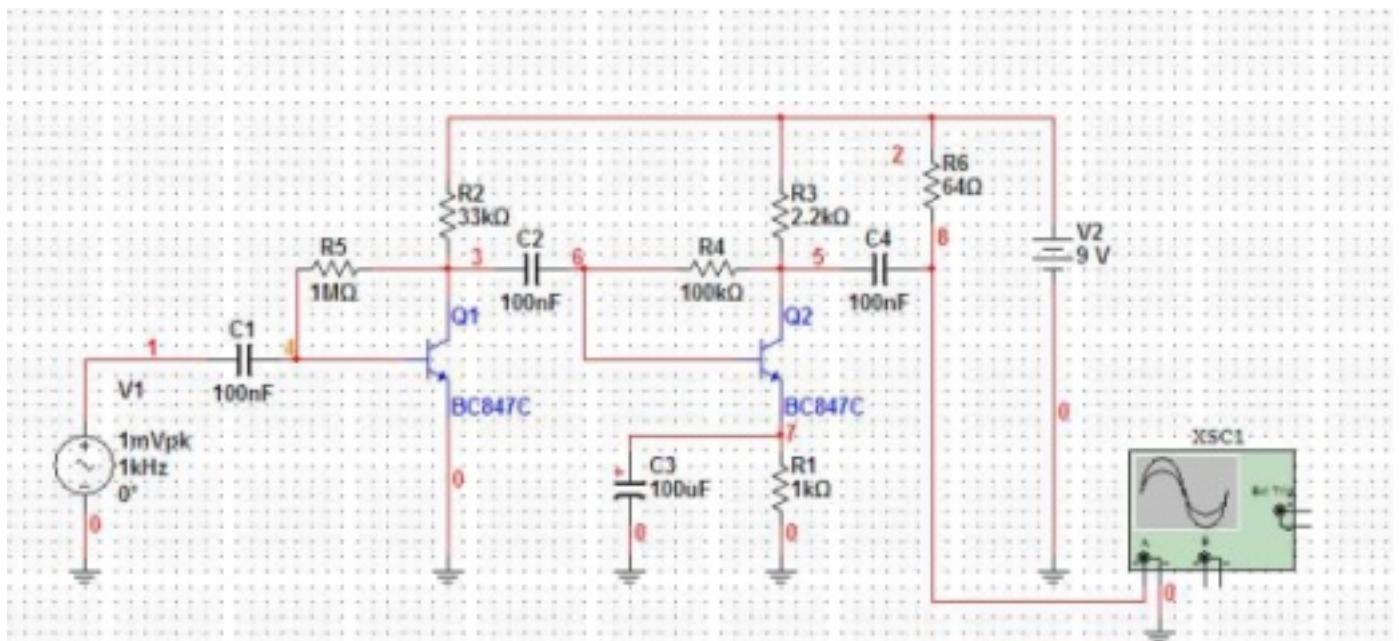 2
R6
64Ω
R2
33kΩ
R3
2.2kΩ
8
V2
9 V
R5
1MΩ
3
C2
100nF
6
R4
100kΩ
5
C4
100nF
Q1
Q2
C1
100nF
1
4
V1
BC847C
BC847C
0
1mVpk
1kHz
0°
0
0
7
C3
100uF
R1
1kΩ
0
0
XSC1
Ext Trig
A
B
0